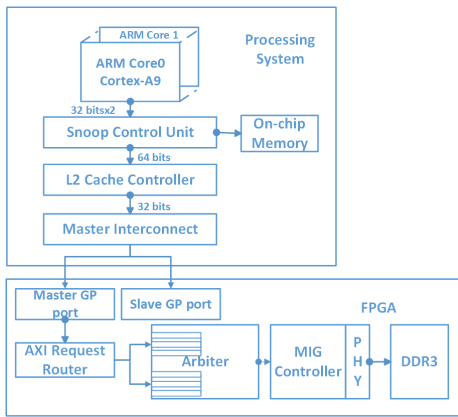 ARM Core 1
ARM Core0
Cortex-A9
Processing
System
32 bitsx2
Snoop Control Unit
On-chip
Memory
64 bits
L2 Cache Controller
32 bits
Master Interconnect
Master GP
port
Slave GP port
FPGA
AXI Request
Router
Arbiter
MIG
Controller
P
H
Y
DDR3